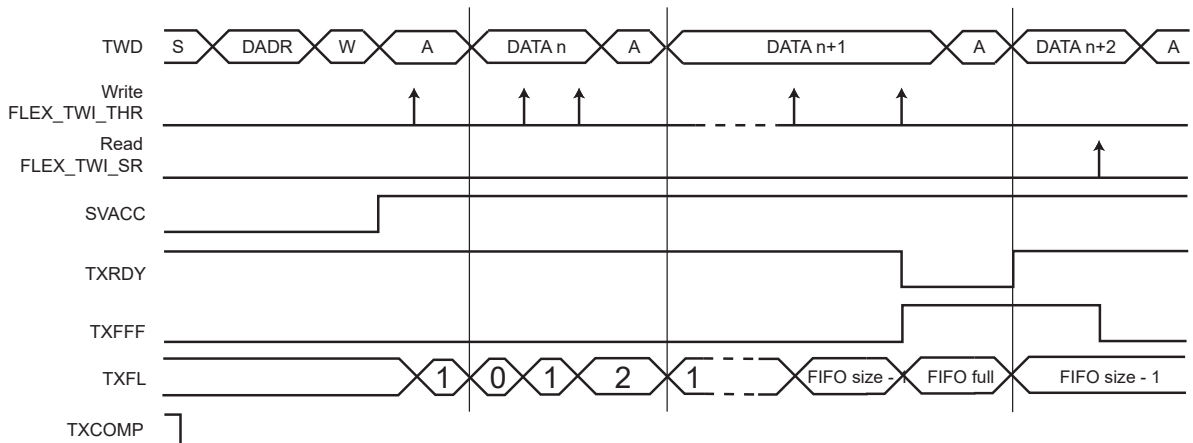 TWD S DADR W A DATA n A DATA n+1 A DATA n+2 A
Write
FLEX_TWI_THR
Read
FLEX_TWI_SR
SVACC
TXRDY
TXFFF
TXFL 1 0 1 2 1 FIFO size - 1 FIFO full FIFO size - 1
TXCOMP